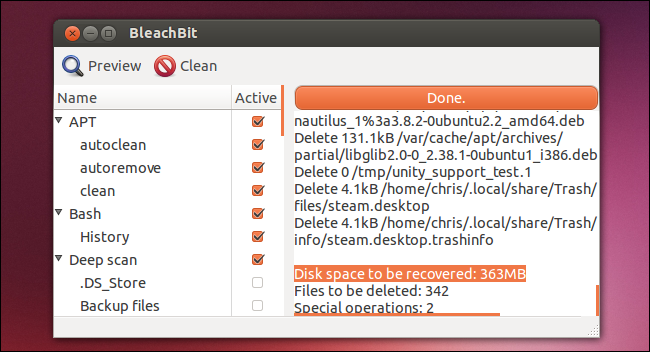 BleachBit
Preview
Clean
Name
Active
APT
autoclean
autoremove
clean
Bash
History
Deep scan
.DS_Store
Backup files
Done.
nautilus_1%3a3.8.2-0ubuntu2.2_amd64.deb
Delete 131.1kB /var/cache/apt/archives/
partial/libglib2.0-0_2.38.1-0ubuntu1_i386.deb
Delete 0 /tmp/unity_support_test.1
Delete 4.1kB /home/chris/.local/share/Trash/
files/steam.desktop
Delete 4.1kB /home/chris/.local/share/Trash/
info/steam.desktop.trashinfo
Disk space to be recovered: 363MB
Files to be deleted: 342
Special operations: 2